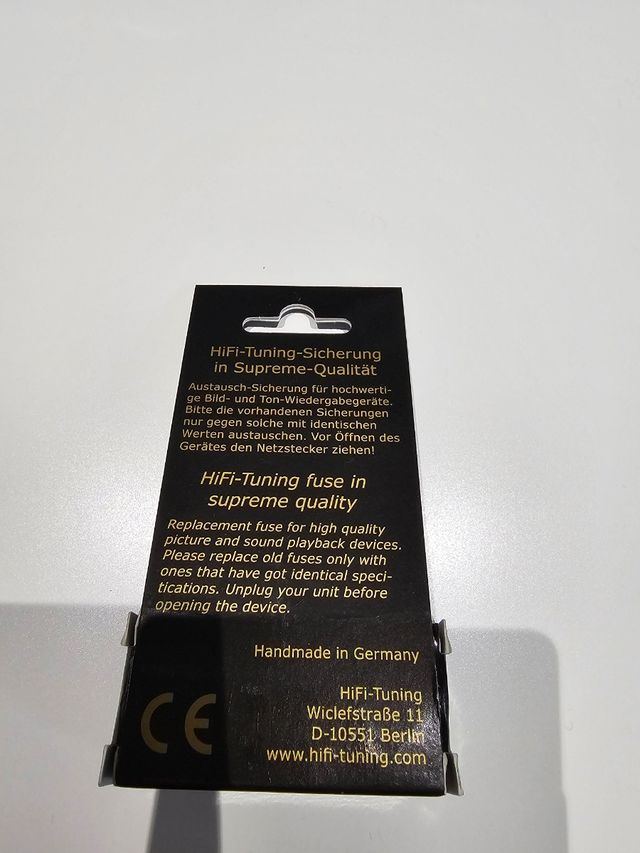 HiFi-Tuning-Sicherung
in Supreme-Qualität
Austausch-Sicherung für hochwerti-
ge Bild- und Ton-Wiedergabegeräte.
Bitte die vorhandenen Sicherungen
nur gegen solche mit identischen
Werten austauschen. Vor Öffnen des
Gerätes den Netzstecker ziehen!
HiFi-Tuning fuse in
supreme quality
Replacement fuse for high quality
picture and sound playback devices.
Please replace old fuses only with
ones that have got identical speci-
tications. Unplug your unit before
opening the device.
Handmade in Germany
CE
HiFi-Tuning
Wiclefstraße 11
D-10551 Berlin
www.hifi-tuning.com